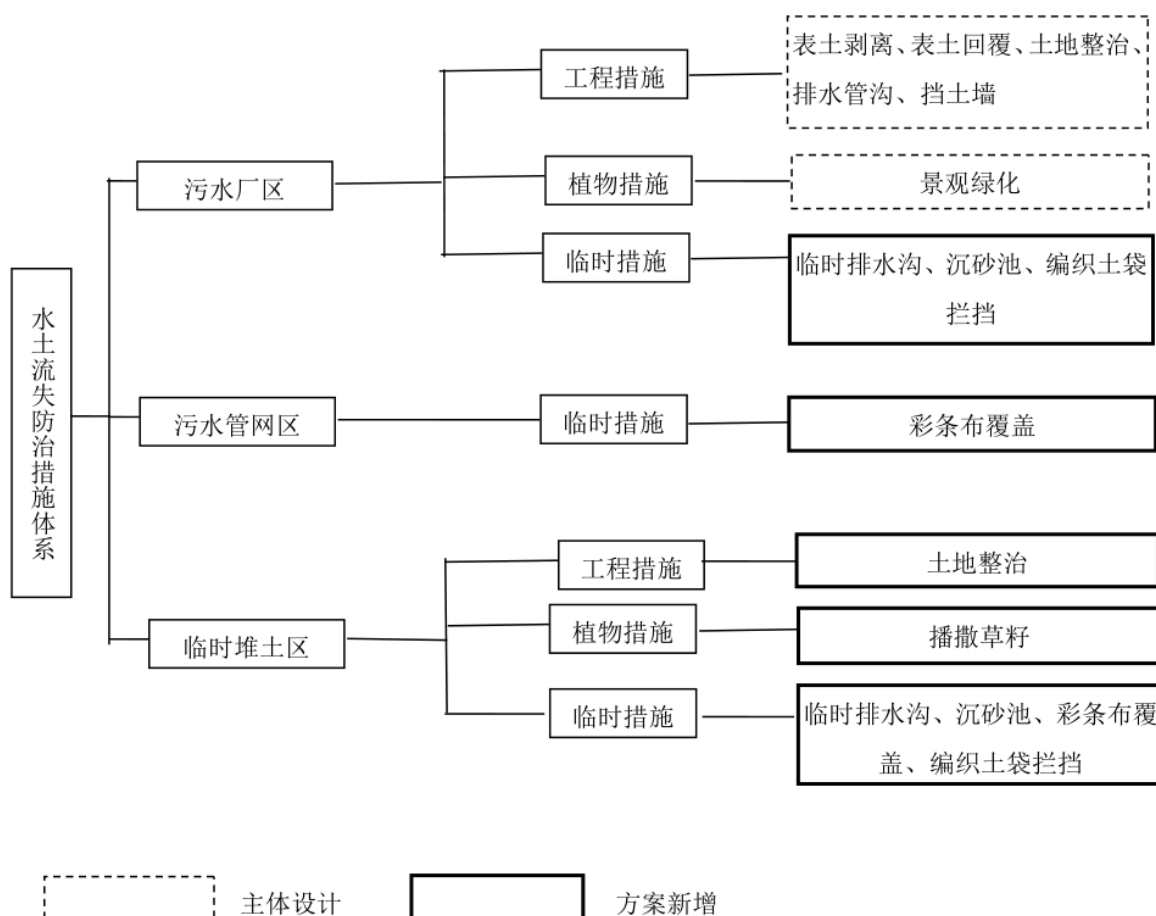 表土剥离、表土回覆、土地整治、
排水管沟、挡土墙
工程措施
污水厂区
植物措施
景观绿化
临时措施
临时排水沟、沉砂池、编织土袋
拦挡
水土流失防治措施体系
污水管网区
临时措施
彩条布覆盖
工程措施
土地整治
临时堆土区
植物措施
播撒草籽
临时措施
临时排水沟、沉砂池、彩条布覆
盖、编织土袋拦挡
主体设计
方案新增